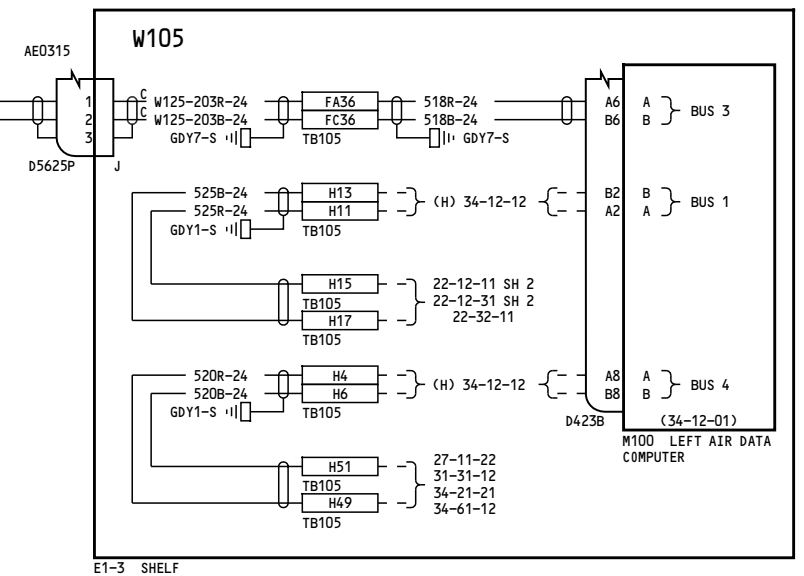 W105
AE0315
1 C W125-203R-24 FA36 518R-24 A6 A
BUS 3
2 C W125-203B-24 FC36 518B-24 B6 B
3 GDY7-S TB105 GDY7-S
D5625P J
525B-24 H13 B2 B
(H) 34-12-12 BUS 1
525R-24 H11 A2 A
GDY1-S TB105
H15 22-12-11 SH 2
TB105 22-12-31 SH 2
H17 22-32-11
TB105
520R-24 H4 A8 A
(H) 34-12-12 BUS 4
520B-24 H6 B8 B
GDY1-S TB105 D423B (34-12-01)
M100 LEFT AIR DATA
COMPUTER
H51 27-11-22
TB105 31-31-12
H49 34-21-21
34-61-12
TB105
E1-3 SHELF